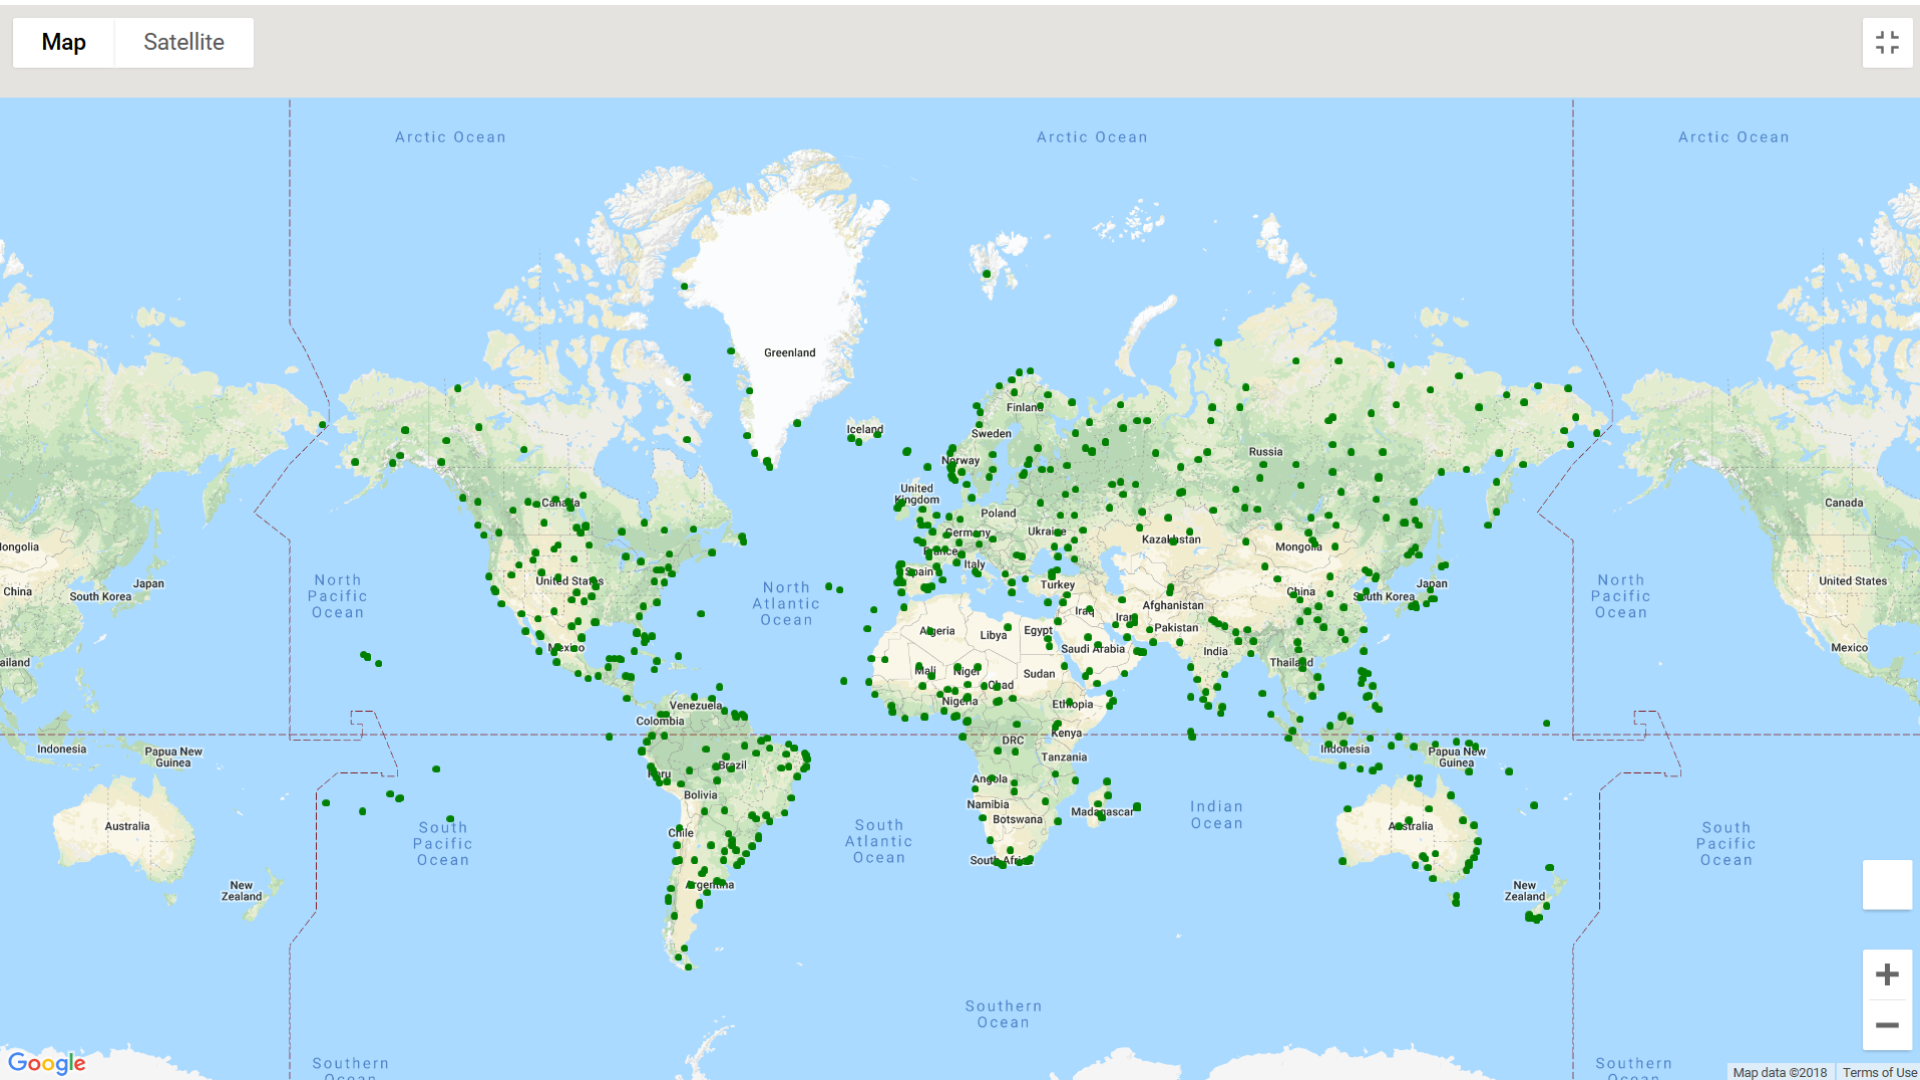 Map
Satellite
Arctic Ocean
Arctic Ocean
Arctic Ocean
Greenland
Iceland
Finland
Sweden
Norway
Russia
United
Kingdom
Canada
Canada
Poland
Ukraine
Germany
Kazakhstan
Mongolia
ongolia
France
Spain
Italy
Turkey
United States
United States
China
China
Japan
Japan
South Korea
South Korea
North
Pacific
Ocean
North
Atlantic
Ocean
North
Pacific
Ocean
Afghanistan
Iraq
Iran
Pakistan
Algeria
Libya
Egypt
Saudi Arabia
India
Mexico
Mexico
Thailand
ailand
Mali
Niger
Chad
Sudan
Nigeria
Ethiopia
Venezuela
Colombia
Kenya
DRC
Tanzania
Indonesia
Indonesia
Papua New
Guinea
Papua New
Guinea
Peru
Brazil
Bolivia
Angola
Namibia
Botswana
Madagascar
Indian
Ocean
Australia
Australia
Chile
South
Pacific
Ocean
South
Atlantic
Ocean
South
Pacific
Ocean
South Africa
Argentina
New
Zealand
New
Zealand
Southern
Ocean
Southern
Ocean
Southern
Ocean
Google
Map data ©2018
Terms of Use